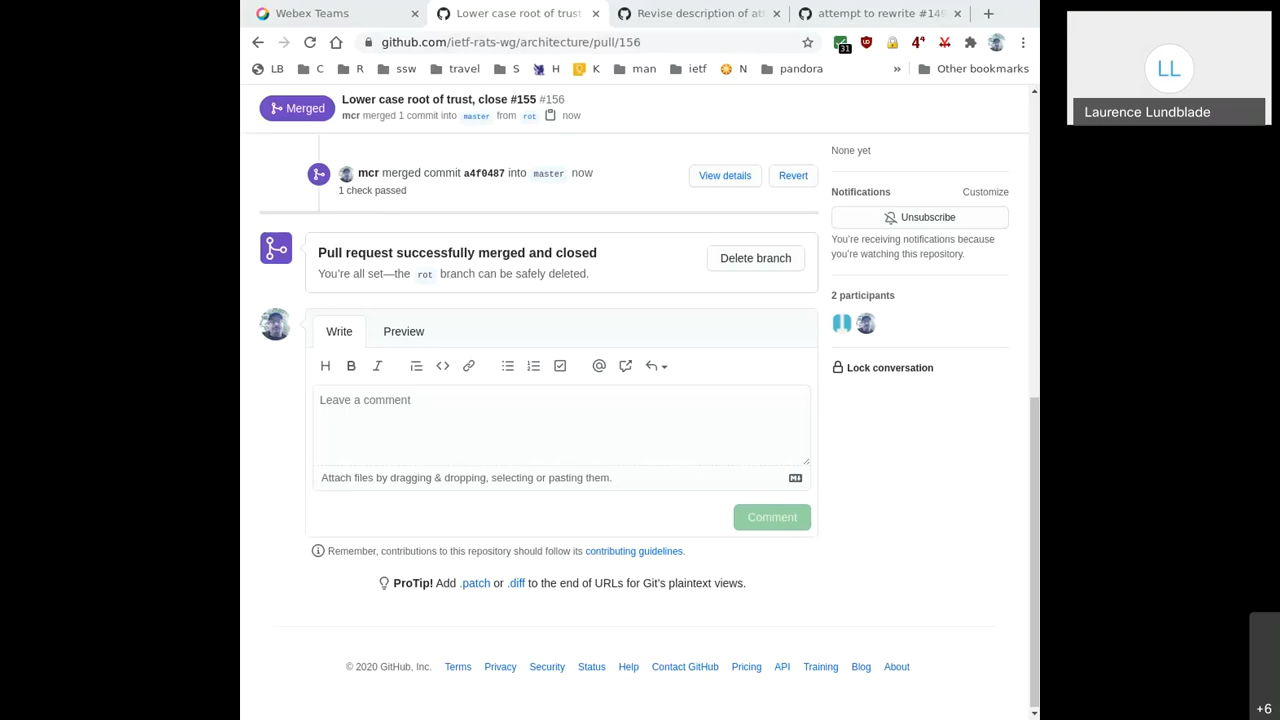 Webex Teams
Lower case root of trust
Revise description of at
attempt to rewrite #149
github.com/ietf-rats-wg/architecture/pull/156
31
4⁴
LB C R ssw travel S H K man ietf N pandora » Other bookmarks
Merged
Lower case root of trust, close #155 #156
mcr merged 1 commit into master from rot now
None yet
mcr merged commit a4f0487 into master now
1 check passed
View details
Revert
Notifications
Customize
Unsubscribe
You're receiving notifications because
you're watching this repository.
Pull request successfully merged and closed
You're all set—the rot branch can be safely deleted.
Delete branch
2 participants
Lock conversation
Write
Preview
Leave a comment
Attach files by dragging & dropping, selecting or pasting them.
Comment
Remember, contributions to this repository should follow its contributing guidelines.
ProTip! Add .patch or .diff to the end of URLs for Git's plaintext views.
© 2020 GitHub, Inc. Terms Privacy Security Status Help Contact GitHub Pricing API Training Blog About
LL
Laurence Lundblade
+6